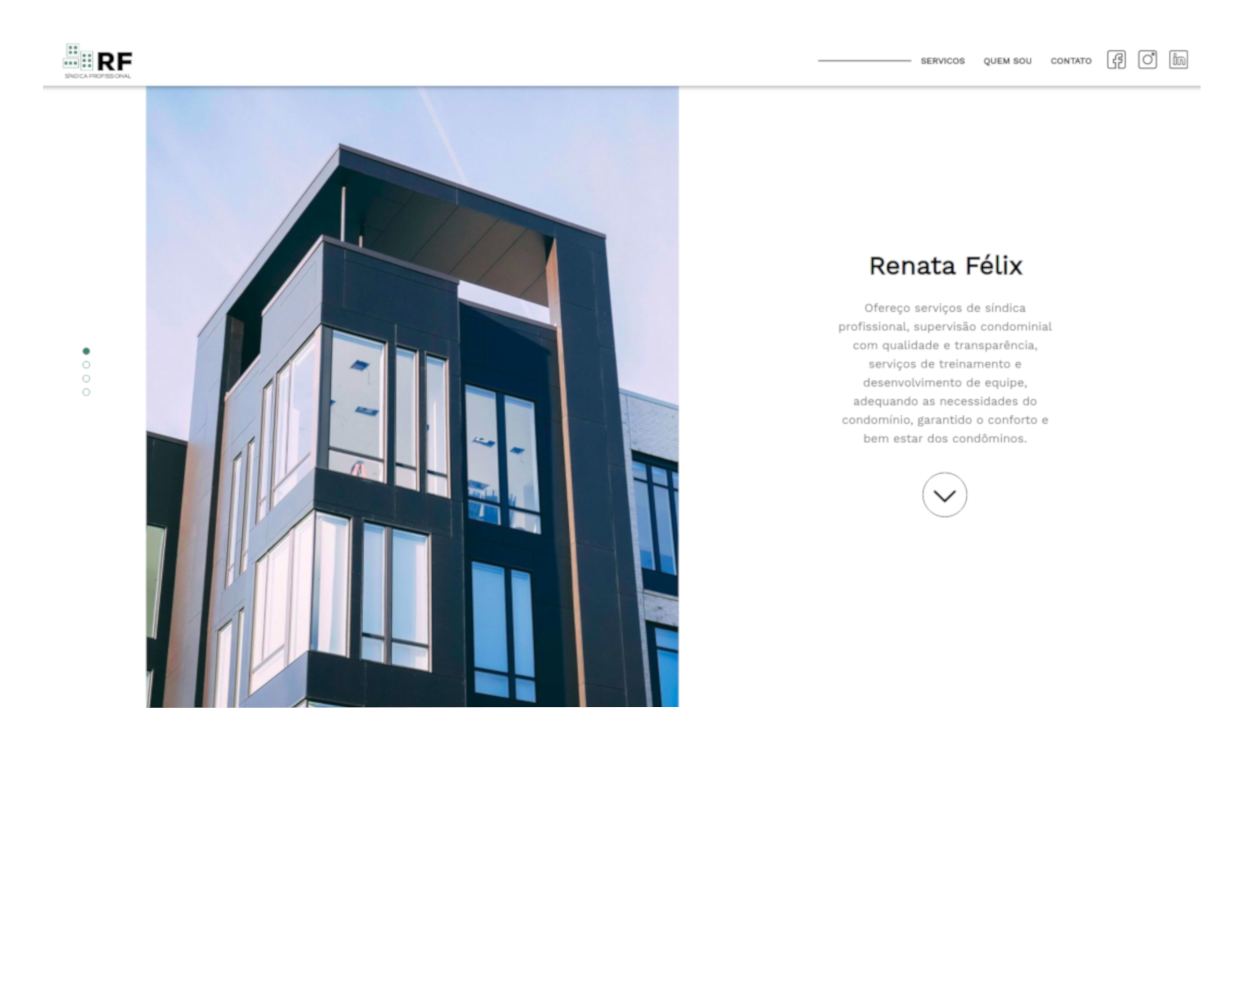 RF
SÍNDICA PROFISSIONAL
SERVICOS QUEM SOU CONTATO
Renata Félix
Ofereço serviços de síndica
profissional, supervisão condominial
com qualidade e transparência,
serviços de treinamento e
desenvolvimento de equipe,
adequando as necessidades do
condomínio, garantido o conforto e
bem estar dos condôminos.